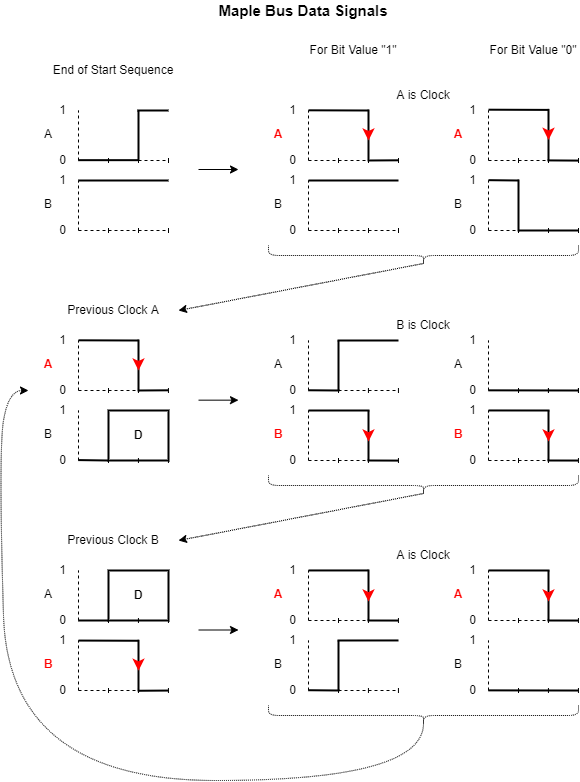 Maple Bus Data Signals
For Bit Value "1"
For Bit Value "0"
End of Start Sequence
A is Clock
1
A
0
1
B
0
1
A
0
1
B
0
1
A
0
1
B
0
Previous Clock A
B is Clock
1
A
0
1
B
D
0
1
A
0
1
B
0
1
A
0
1
B
0
Previous Clock B
A is Clock
1
A
D
0
1
B
0
1
A
0
1
B
0
1
A
0
1
B
0